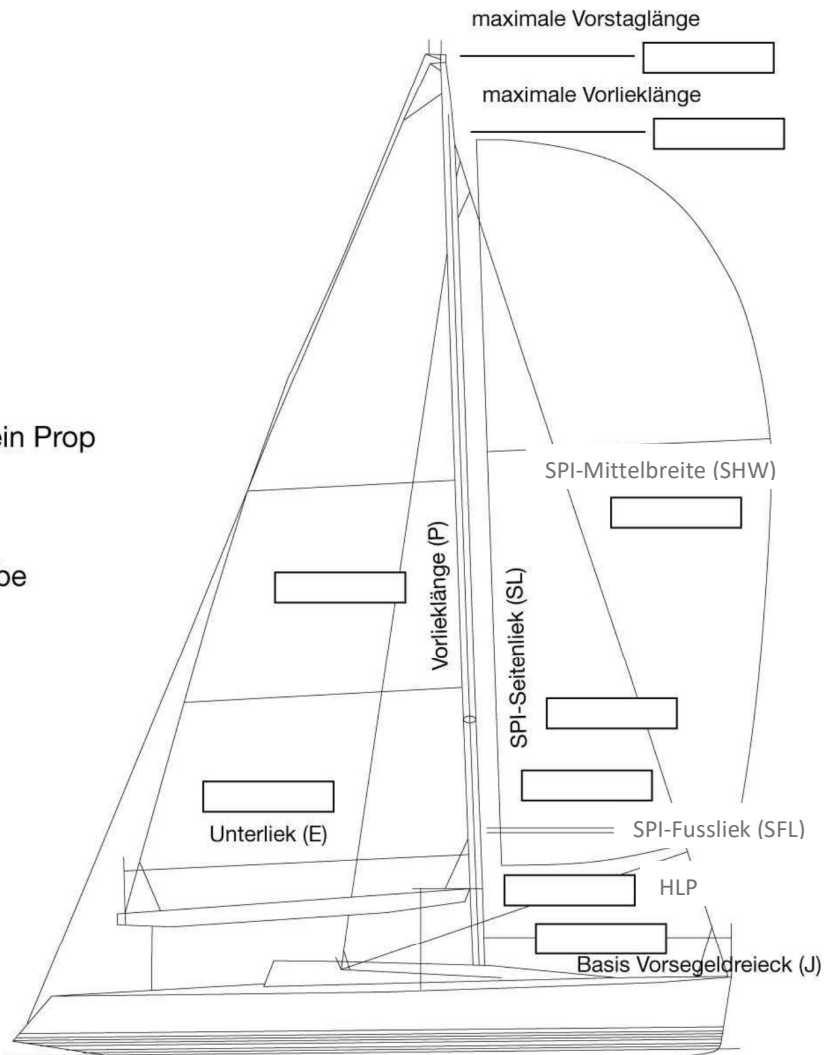 maximale Vorstaglänge
maximale Vorlieklänge
ein Prop
SPI-Mittelbreite (SHW)
Vorlieklänge (P)
SPI-Seitenliek (SL)
SPI-Fussliek (SFL)
Unterliek (E)
HLP
Basis Vorsegeldreieck (J)